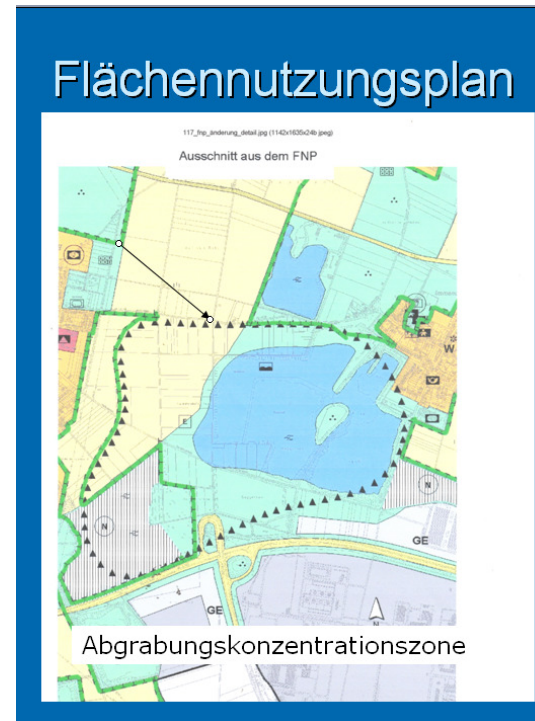 Flächennutzungsplan
117_fnp_änderung_detail.jpg (1142x1635x24b jpeg)
Ausschnitt aus dem FNP
W
E
N
N
GE
GE
N
Abgrabungskonzentrationszone